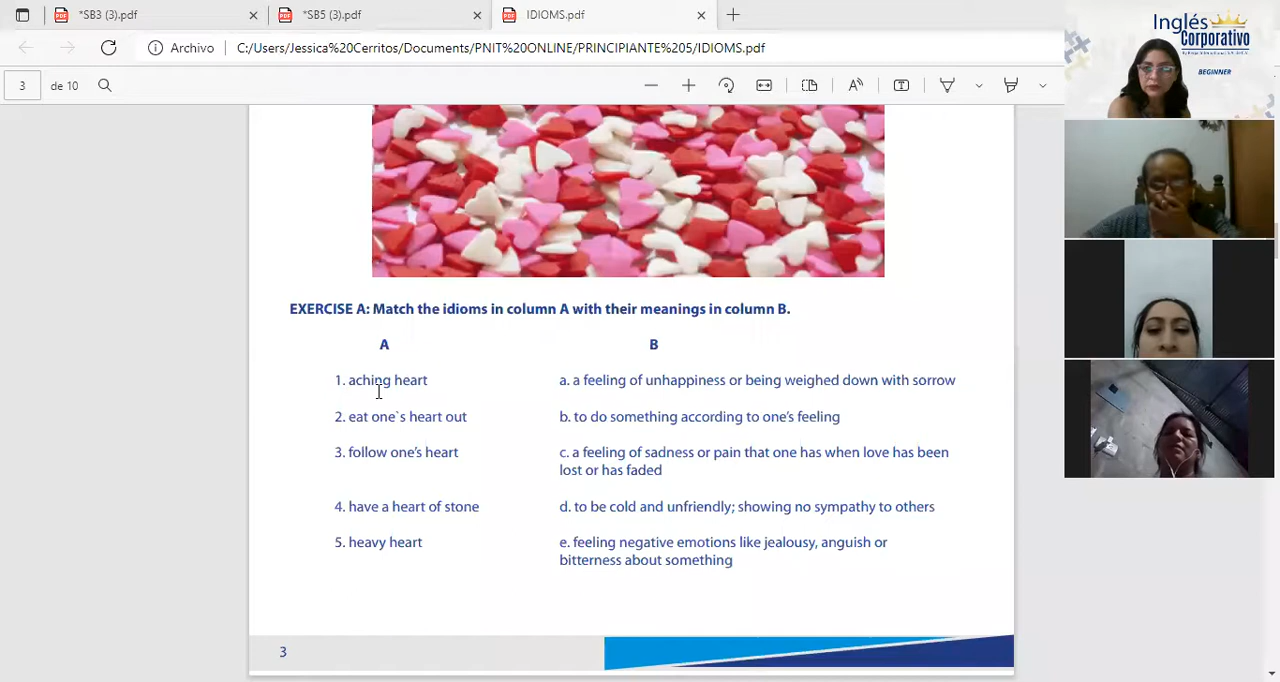 *SB3 (3).pdf
*SB5 (3).pdf
IDIOMS.pdf
Archivo
C:/Users/Jessica%20Cerritos/Documents/PNIT%20ONLINE/PRINCIPIANTE%205/IDIOMS.pdf
3 de 10
Inglés
Corporativo
BEGINNER
EXERCISE A: Match the idioms in column A with their meanings in column B.
A B
1. aching heart a. a feeling of unhappiness or being weighed down with sorrow
2. eat one`s heart out b. to do something according to one's feeling
3. follow one's heart c. a feeling of sadness or pain that one has when love has been
lost or has faded
4. have a heart of stone d. to be cold and unfriendly; showing no sympathy to others
5. heavy heart e. feeling negative emotions like jealousy, anguish or
bitterness about something
3